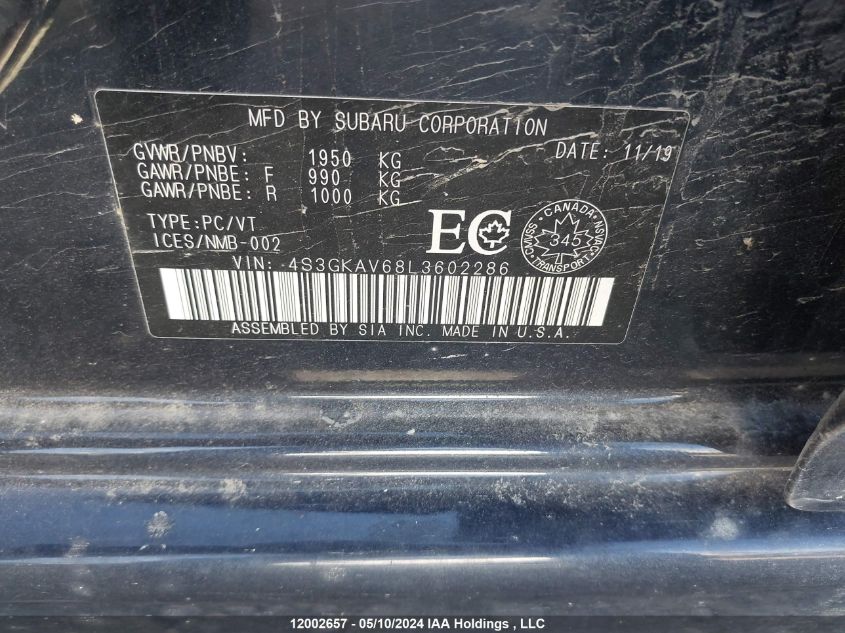 MFD BY SUBARU CORPORATION
GVWR/PNBV: 1950 KG DATE: 11/19
GAWR/PNBE: F 990 KG
GAWR/PNBE: R 1000 KG
TYPE:PC/VT
ICES/NMB-002
EC
CANADA
CMVSS 345 NSVAC
TRANSPORT
VIN: 4S3GKAV68L3602286
ASSEMBLED BY SIA INC. MADE IN U.S.A.
12002657 - 05/10/2024 IAA Holdings , LLC